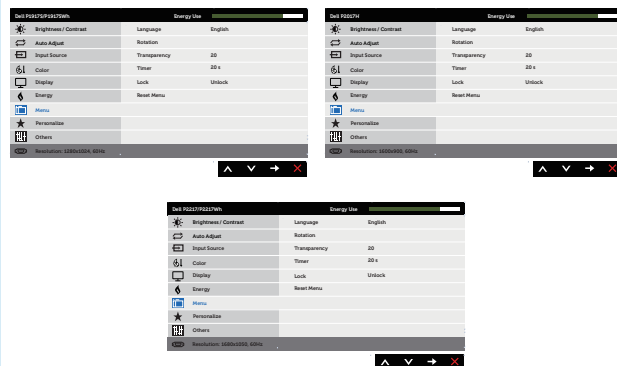 Dell P1917S/P1917SWh Energy Use
Brightness / Contrast Language English
Auto Adjust Rotation
Input Source Transparency 20
Color Timer 20 s
Display Lock Unlock
Energy Reset Menu
Menu
Personalize
Others
Resolution: 1280x1024, 60Hz
Dell P2017H Energy Use
Brightness / Contrast Language English
Auto Adjust Rotation
Input Source Transparency 20
Color Timer 20 s
Display Lock Unlock
Energy Reset Menu
Menu
Personalize
Others
Resolution: 1600x900, 60Hz
Dell P2217/P2217Wh Energy Use
Brightness / Contrast Language English
Auto Adjust Rotation
Input Source Transparency 20
Color Timer 20 s
Display Lock Unlock
Energy Reset Menu
Menu
Personalize
Others
Resolution: 1680x1050, 60Hz